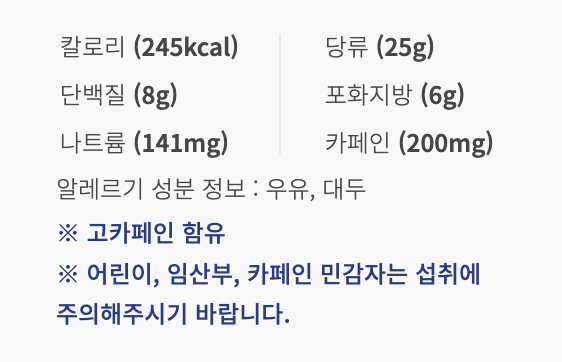 칼로리 (245kcal) 당류 (25g)
단백질 (8g) 포화지방 (6g)
나트륨 (141mg) 카페인 (200mg)
알레르기 성분 정보 : 우유, 대두
※ 고카페인 함유
※ 어린이, 임산부, 카페인 민감자는 섭취에
주의해주시기 바랍니다.